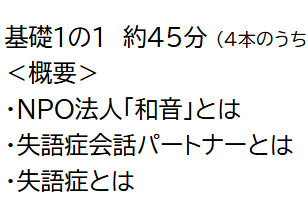 基礎1の1　約45分（4本のうち
＜概要＞
・NPO法人「和音」とは
・失語症会話パートナーとは
・失語症とは